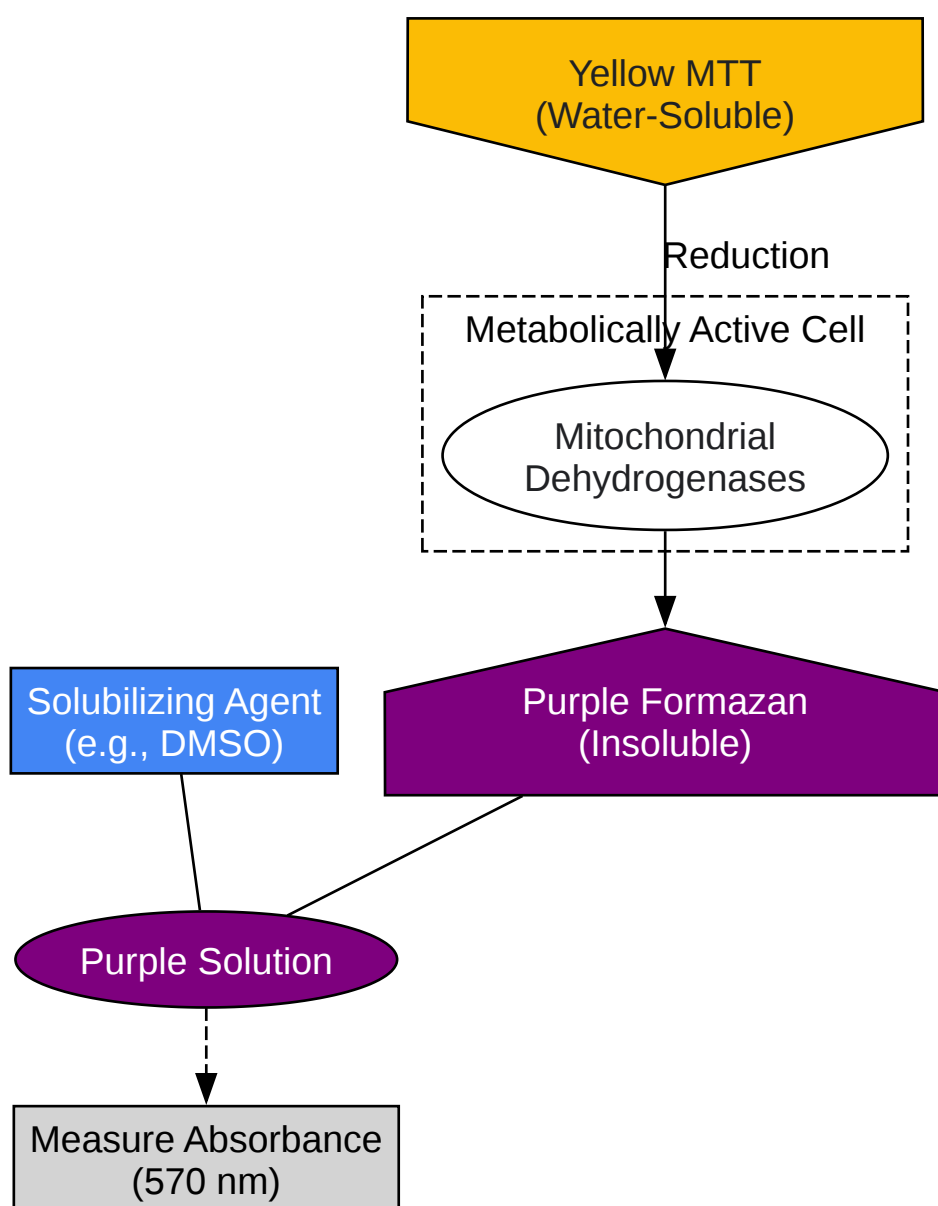 Yellow MTT
(Water-Soluble)
Reduction
Metabolically Active Cell
Mitochondrial
Dehydrogenases
Solubilizing Agent
(e.g., DMSO)
Purple Formazan
(Insoluble)
Purple Solution
Measure Absorbance
(570 nm)